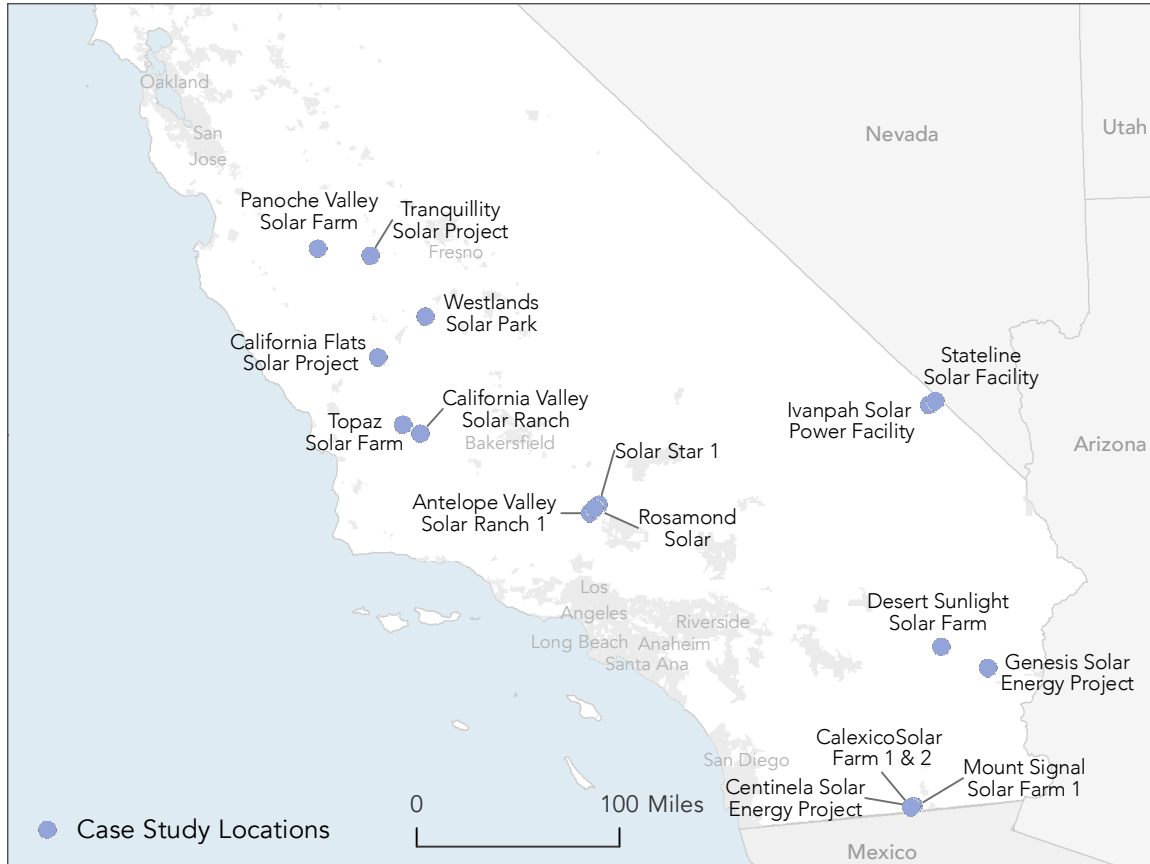 Oakland
San
Jose
Nevada
Utah
Panoche Valley
Solar Farm
Tranquillity
Solar Project
Fresno
Westlands
Solar Park
California Flats
Solar Project
Stateline
Solar Facility
Ivanpah Solar
Power Facility
California Valley
Solar Ranch
Topaz
Solar Farm
Bakersfield
Arizona
Solar Star 1
Antelope Valley
Solar Ranch 1
Rosamond
Solar
Los
Angeles
Long Beach
Riverside
Anaheim
Santa Ana
Desert Sunlight
Solar Farm
Genesis Solar
Energy Project
San Diego
CalexicoSolar
Farm 1 & 2
Centinela Solar
Energy Project
Mount Signal
Solar Farm 1
0
100 Miles
Case Study Locations
Mexico